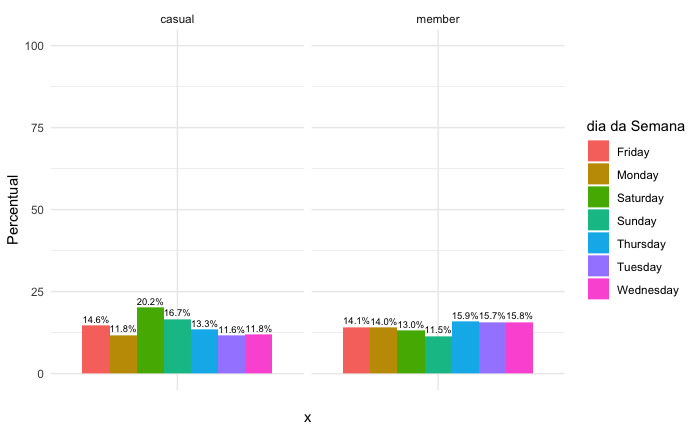 casual
member
100
75
50
25
0
Percentual
14.6%
11.8%
20.2%
16.7%
13.3%
11.6%
11.8%
14.1%
14.0%
13.0%
11.5%
15.9%
15.7%
15.8%
x
dia da Semana
Friday
Monday
Saturday
Sunday
Thursday
Tuesday
Wednesday